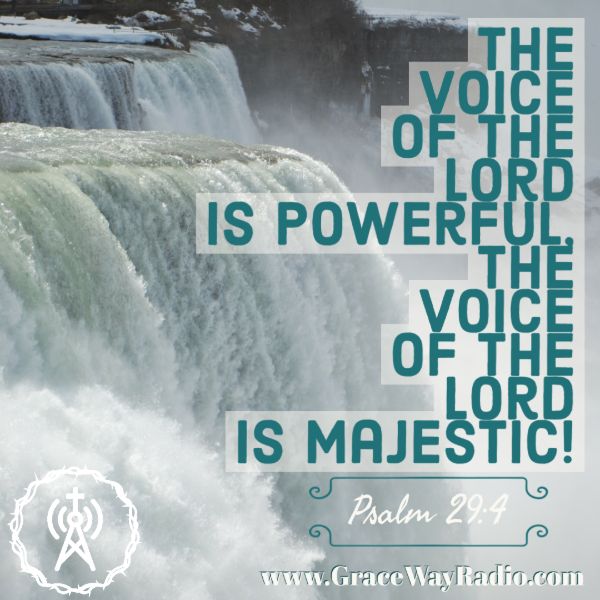 THE
VOICE
OF THE
LORD
IS POWERFUL,
THE
VOICE
OF THE
LORD
IS MAJESTIC!
Psalm 29:4
www.GraceWayRadio.com